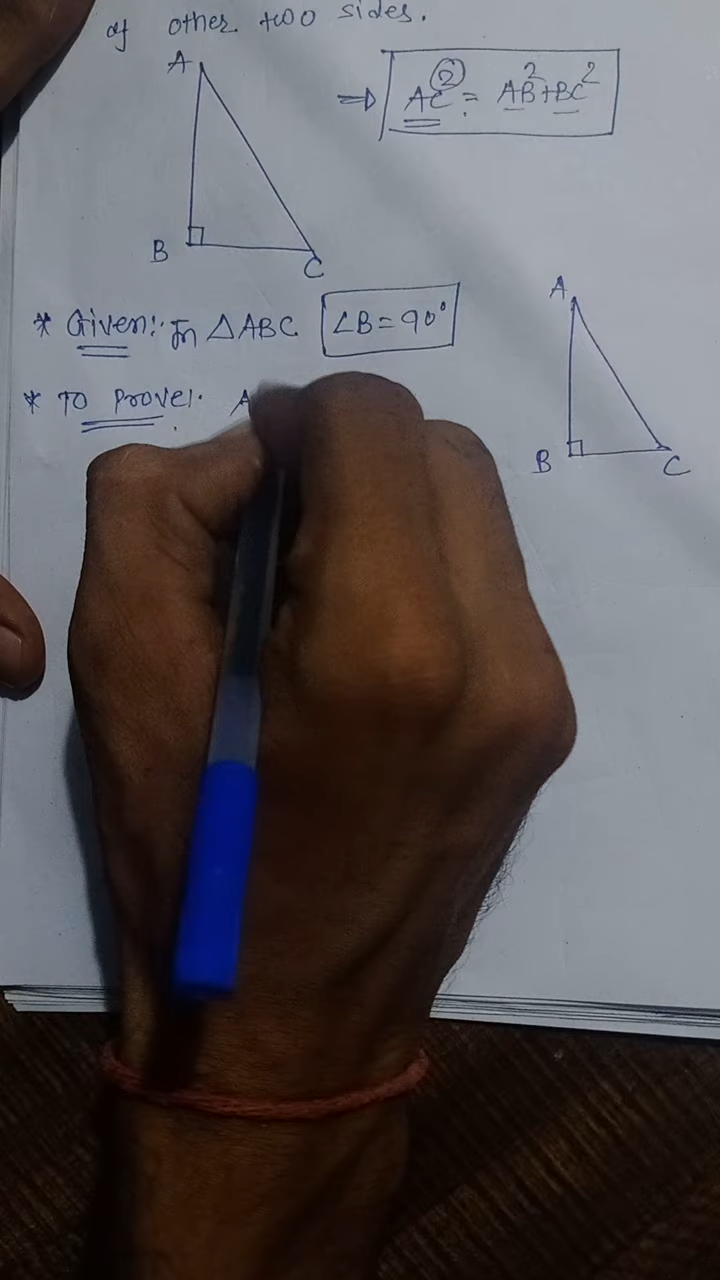 of other two sides.
A
⇒ AC² = AB²+BC²
B
C
A
* Given:· In △ABC ∠B=90°
* To Prove:· A
B
C